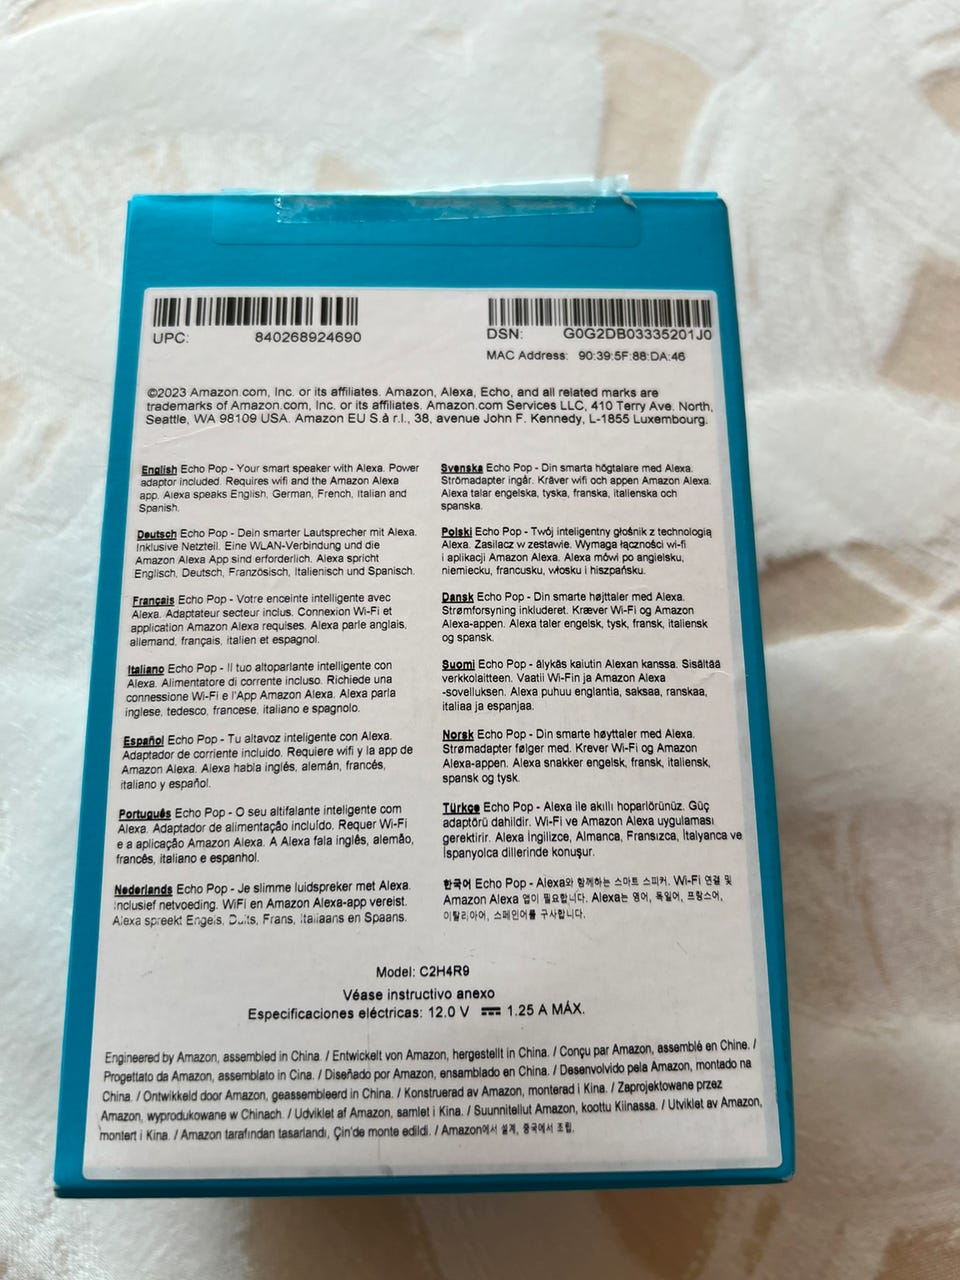 UPC: 840268924690
DSN: G0G2DB03335201J0
MAC Address: 90:39:5F:88:DA:46
©2023 Amazon.com, Inc. or its affiliates. Amazon, Alexa, Echo, and all related marks are
trademarks of Amazon.com, Inc. or its affiliates. Amazon.com Services LLC, 410 Terry Ave. North,
Seattle, WA 98109 USA. Amazon EU S.à r.l., 38, avenue John F. Kennedy, L-1855 Luxembourg.
English Echo Pop - Your smart speaker with Alexa. Power
adaptor included. Requires wifi and the Amazon Alexa
app. Alexa speaks English, German, French, Italian and
Spanish.
Deutsch Echo Pop - Dein smarter Lautsprecher mit Alexa.
Inklusive Netzteil. Eine WLAN-Verbindung und die
Amazon Alexa App sind erforderlich. Alexa spricht
Englisch, Deutsch, Französisch, Italienisch und Spanisch.
Français Echo Pop - Votre enceinte intelligente avec
Alexa. Adaptateur secteur inclus. Connexion Wi-Fi et
application Amazon Alexa requises. Alexa parle anglais,
allemand, français, italien et espagnol.
Italiano Echo Pop - Il tuo altoparlante intelligente con
Alexa. Alimentatore di corrente incluso. Richiede una
connessione Wi-Fi e l'App Amazon Alexa. Alexa parla
inglese, tedesco, francese, italiano e spagnolo.
Español Echo Pop - Tu altavoz inteligente con Alexa.
Adaptador de corriente incluido. Requiere wifi y la app de
Amazon Alexa. Alexa habla inglés, alemán, francés,
italiano y español.
Português Echo Pop - O seu altifalante inteligente com
Alexa. Adaptador de alimentação incluído. Requer Wi-Fi
e a aplicação Amazon Alexa. A Alexa fala inglês, alemão,
francês, italiano e espanhol.
Nederlands Echo Pop - Je slimme luidspreker met Alexa.
Inclusief netvoeding. WiFi en Amazon Alexa-app vereist.
Alexa spreekt Engels, Duits, Frans, Italiaans en Spaans.
Svenska Echo Pop - Din smarta högtalare med Alexa.
Strömadapter ingår. Kräver wifi och appen Amazon Alexa.
Alexa talar engelska, tyska, franska, italienska och
spanska.
Polski Echo Pop - Twój inteligentny głośnik z technologią
Alexa. Zasilacz w zestawie. Wymaga łączności wi-fi
i aplikacji Amazon Alexa. Alexa mówi po angielsku,
niemiecku, francusku, włosku i hiszpańsku.
Dansk Echo Pop - Din smarte højttaler med Alexa.
Strømforsyning inkluderet. Kræver Wi-Fi og Amazon
Alexa-appen. Alexa taler engelsk, tysk, fransk, italiensk
og spansk.
Suomi Echo Pop - älykäs kaiutin Alexan kanssa. Sisältää
verkkolaitteen. Vaatii Wi-Fin ja Amazon Alexa
-sovelluksen. Alexa puhuu englantia, saksaa, ranskaa,
italiaa ja espanjaa.
Norsk Echo Pop - Din smarte høyttaler med Alexa.
Strømadapter følger med. Krever Wi-Fi og Amazon
Alexa-appen. Alexa snakker engelsk, fransk, italiensk,
spansk og tysk.
Türkçe Echo Pop - Alexa ile akıllı hoparlörünüz. Güç
adaptörü dahildir. Wi-Fi ve Amazon Alexa uygulaması
gerektirir. Alexa İngilizce, Almanca, Fransızca, İtalyanca ve
İspanyolca dillerinde konuşur.
한국어 Echo Pop - Alexa와 함께하는 스마트 스피커. Wi-Fi 연결 및
Amazon Alexa 앱이 필요합니다. Alexa는 영어, 독일어, 프랑스어,
이탈리아어, 스페인어를 구사합니다.
Model: C2H4R9
Véase instructivo anexo
Especificaciones eléctricas: 12.0 V ⎓ 1.25 A MÁX.
Engineered by Amazon, assembled in China. / Entwickelt von Amazon, hergestellt in China. / Conçu par Amazon, assemblé en Chine. /
Progettato da Amazon, assemblato in Cina. / Diseñado por Amazon, ensamblado en China. / Desenvolvido pela Amazon, montado na
China. / Ontwikkeld door Amazon, geassembleerd in China. / Konstruerad av Amazon, monterad i Kina. / Zaprojektowane przez
Amazon, wyprodukowane w Chinach. / Udviklet af Amazon, samlet i Kina. / Suunnitellut Amazon, koottu Kiinassa. / Utviklet av Amazon,
montert i Kina. / Amazon tarafından tasarlandı, Çin'de monte edildi. / Amazon에서 설계, 중국에서 조립.